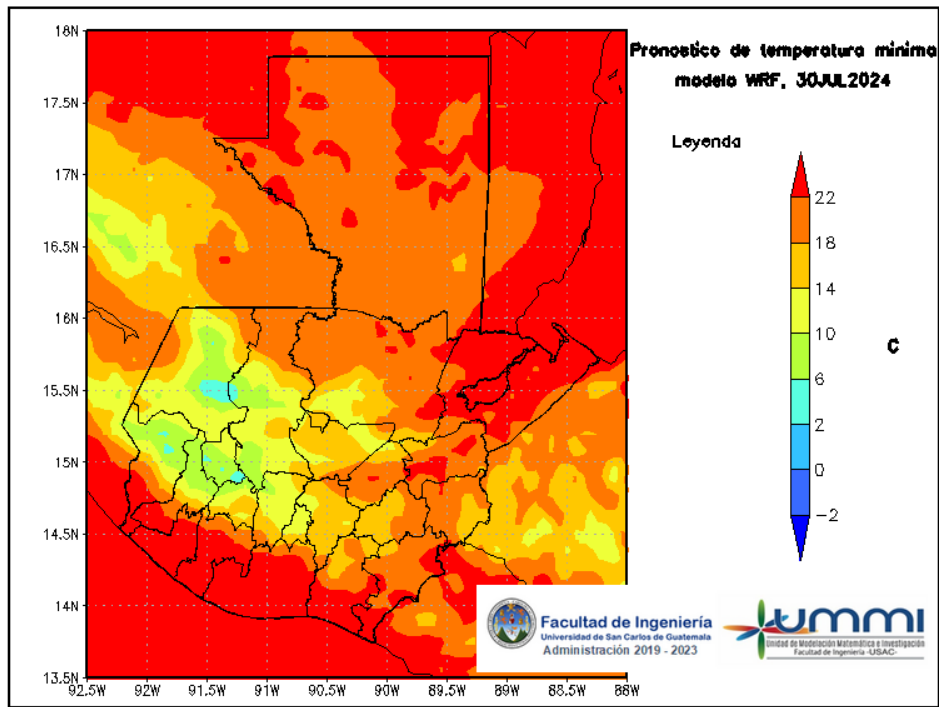 Pronostico de temperatura minima
modelo WRF, 30JUL2024
Leyenda
22
18
14
10
6
2
0
-2
C
18N
17.5N
17N
16.5N
16N
15.5N
15N
14.5N
14N
13.5N
92.5W 92W 91.5W 91W 90.5W 90W 89.5W 89W 88.5W 88W
Facultad de Ingeniería
Universidad de San Carlos de Guatemala
Administración 2019 - 2023
UMMI
Unidad de Modelación Matemática e Investigación
Facultad de Ingeniería -USAC-